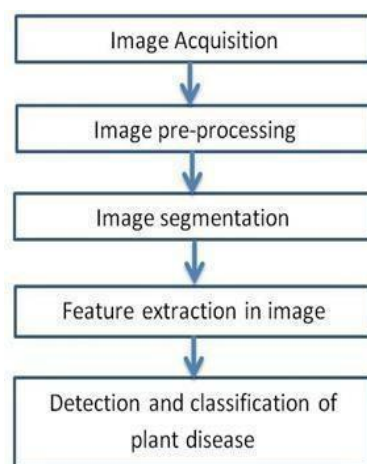 Image Acquisition
Image pre-processing
Image segmentation
Feature extraction in image
Detection and classification of
plant disease